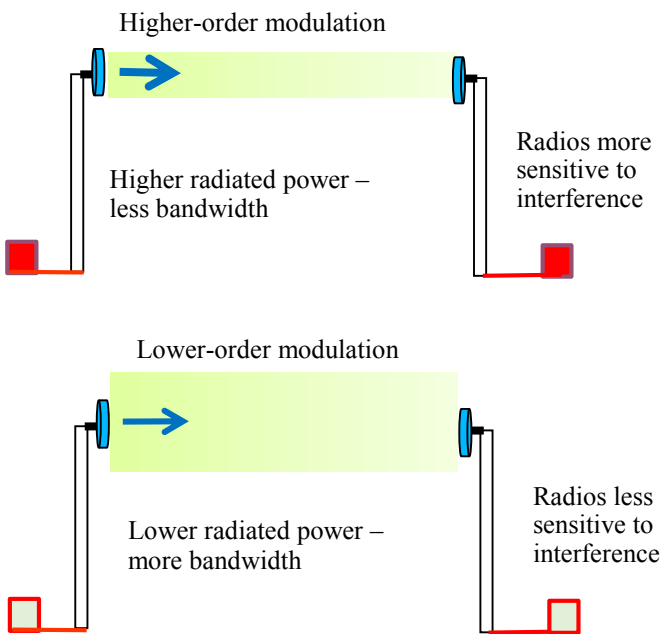 Higher-order modulation
Radios more
sensitive to
interference
Higher radiated power –
less bandwidth
Lower-order modulation
Radios less
sensitive to
interference
Lower radiated power –
more bandwidth